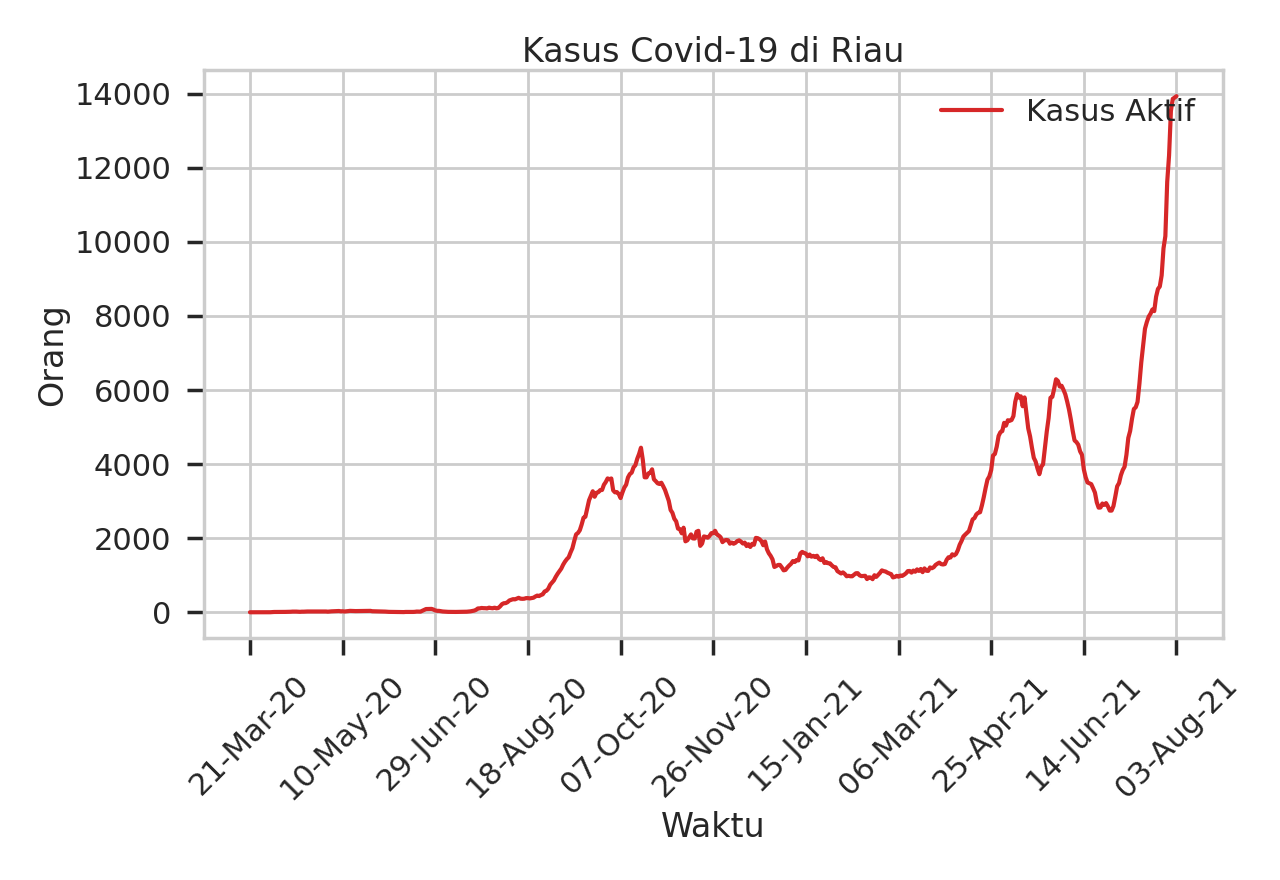 Kasus Covid-19 di Riau
Kasus Aktif
Orang
14000
12000
10000
8000
6000
4000
2000
0
21-Mar-20
10-May-20
29-Jun-20
18-Aug-20
07-Oct-20
26-Nov-20
15-Jan-21
06-Mar-21
25-Apr-21
14-Jun-21
03-Aug-21
Waktu